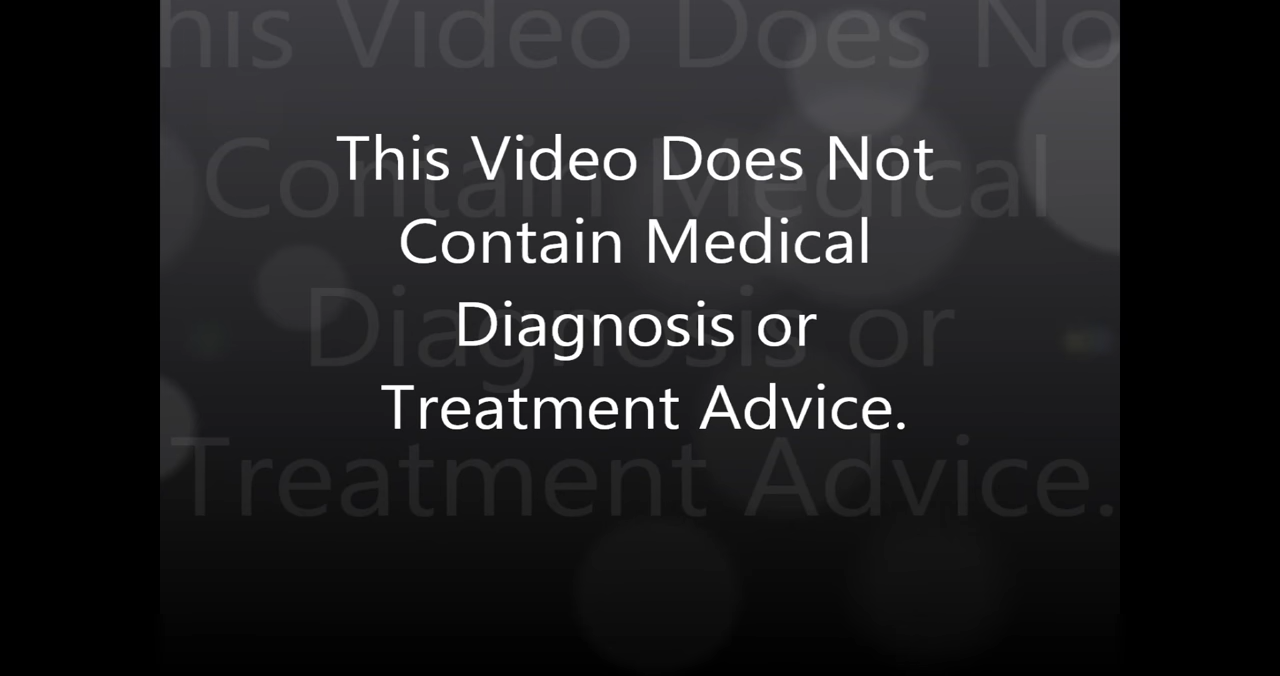 This Video Does Not
Contain Medical
Diagnosis or
Treatment Advice.